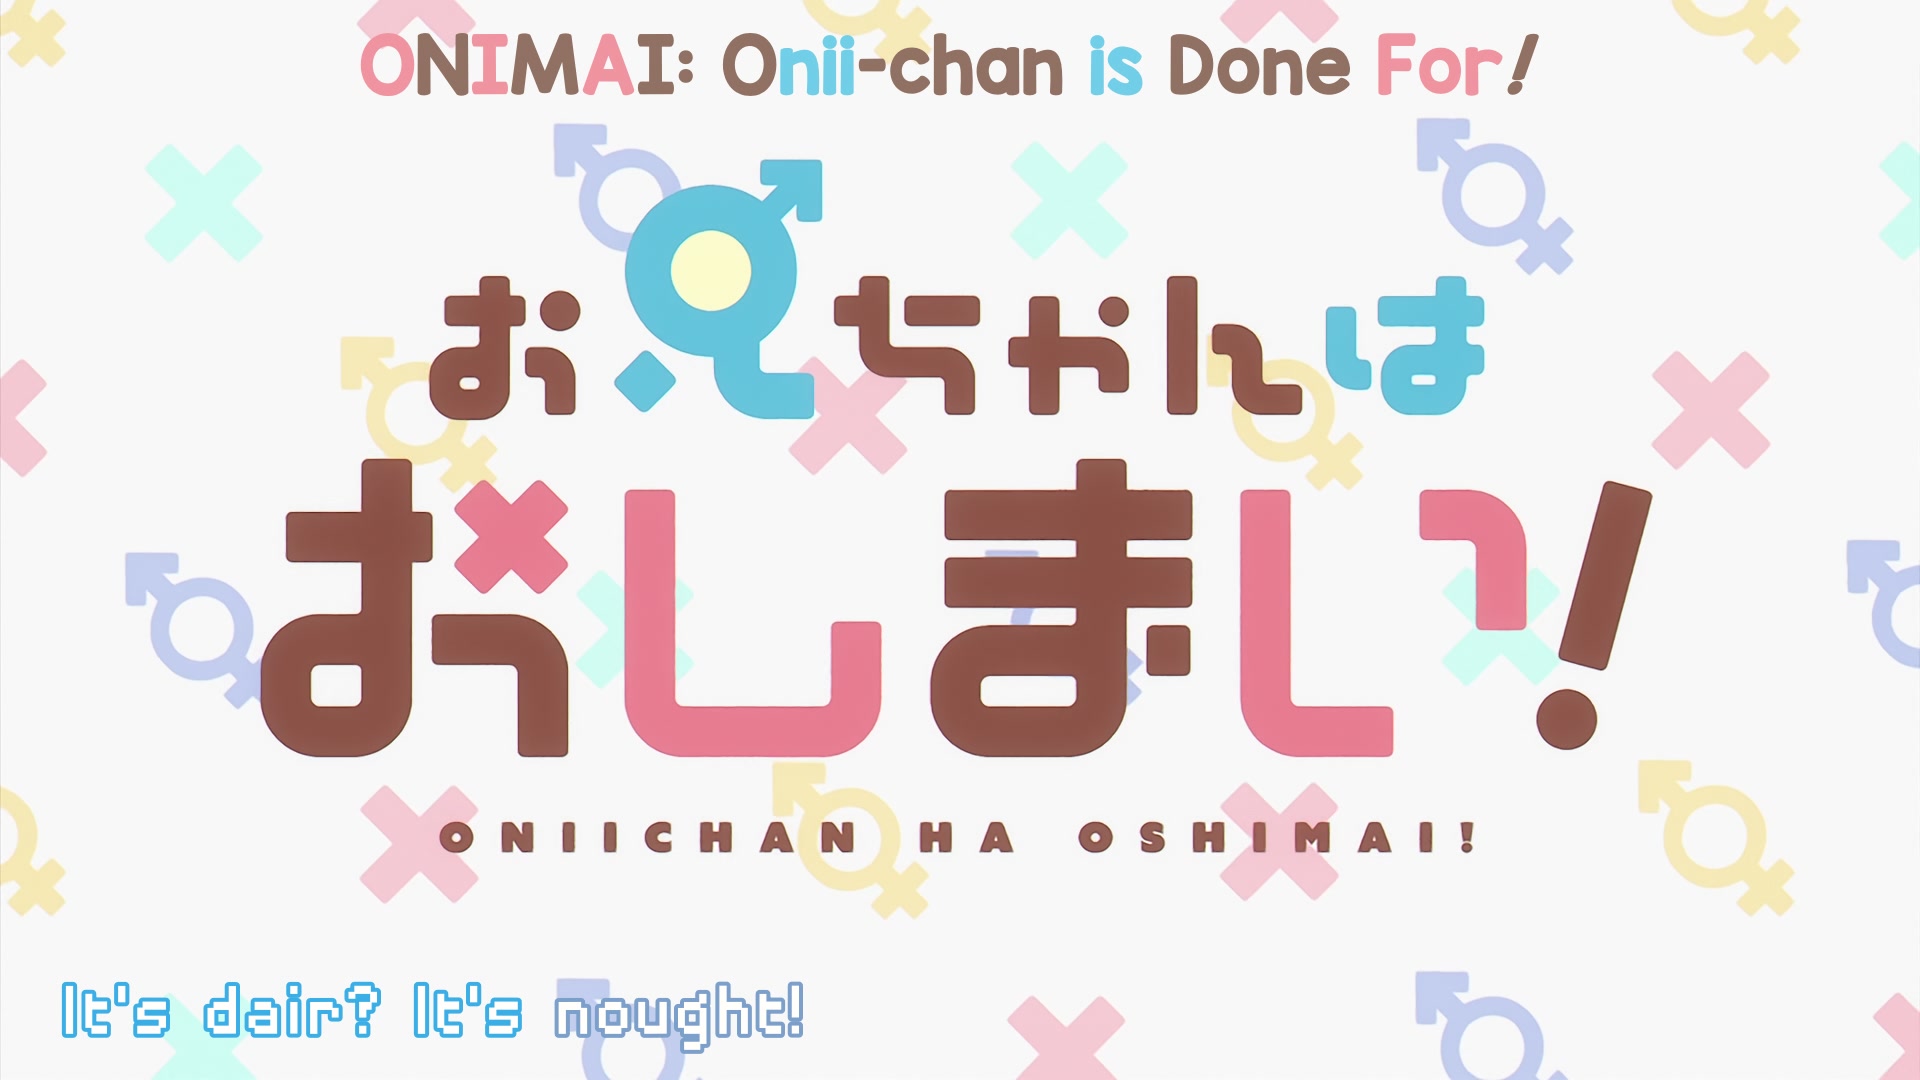 ONIMAI: Onii-chan is Done For!
お兄ちゃんは
おしまい!
ONIICHAN HA OSHIMAI!
It's dair? It's nought!